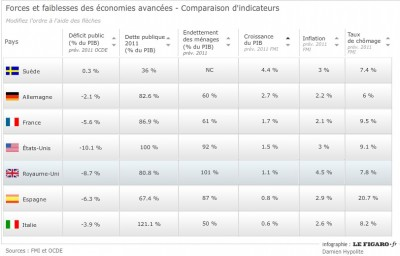 Forces et faiblesses des économies avancées - Comparaison d'indicateurs
Modifiez l'ordre à l'aide des flèches
Pays Déficit public (% du PIB) prév. 2011 OCDE Dette publique 2011 (% du PIB) Endettement des ménages (% du PIB) Croissance du PIB prév. 2011 FMI Inflation prév. 2011 FMI Taux de chômage prév. 2011 FMI
Suède 0.3 % 36 % NC 4.4 % 3 % 7.4 %
Allemagne -2.1% 82.6 % 60 % 2.7 % 2.2% 6 %
France -5.6 % 86.9 % 61 % 1.7 % 2.1 % 9.5 %
États-Unis -10.1 % 100 % 92 % 1.5 % 3 % 9.1 %
Royaume-Uni -8.7 % 80.8 % 101 % 1.1 % 4.5 % 7.8 %
Espagne -6.3 % 67.4 % 87 % 0.8 % 2.9 % 20.7 %
Italie -3.9 % 121.1 % 50 % 0.6 % 2.6 % 8.2 %
Sources : FMI et OCDE
infographie : LE FIGARO.fr
Damien Hypolite